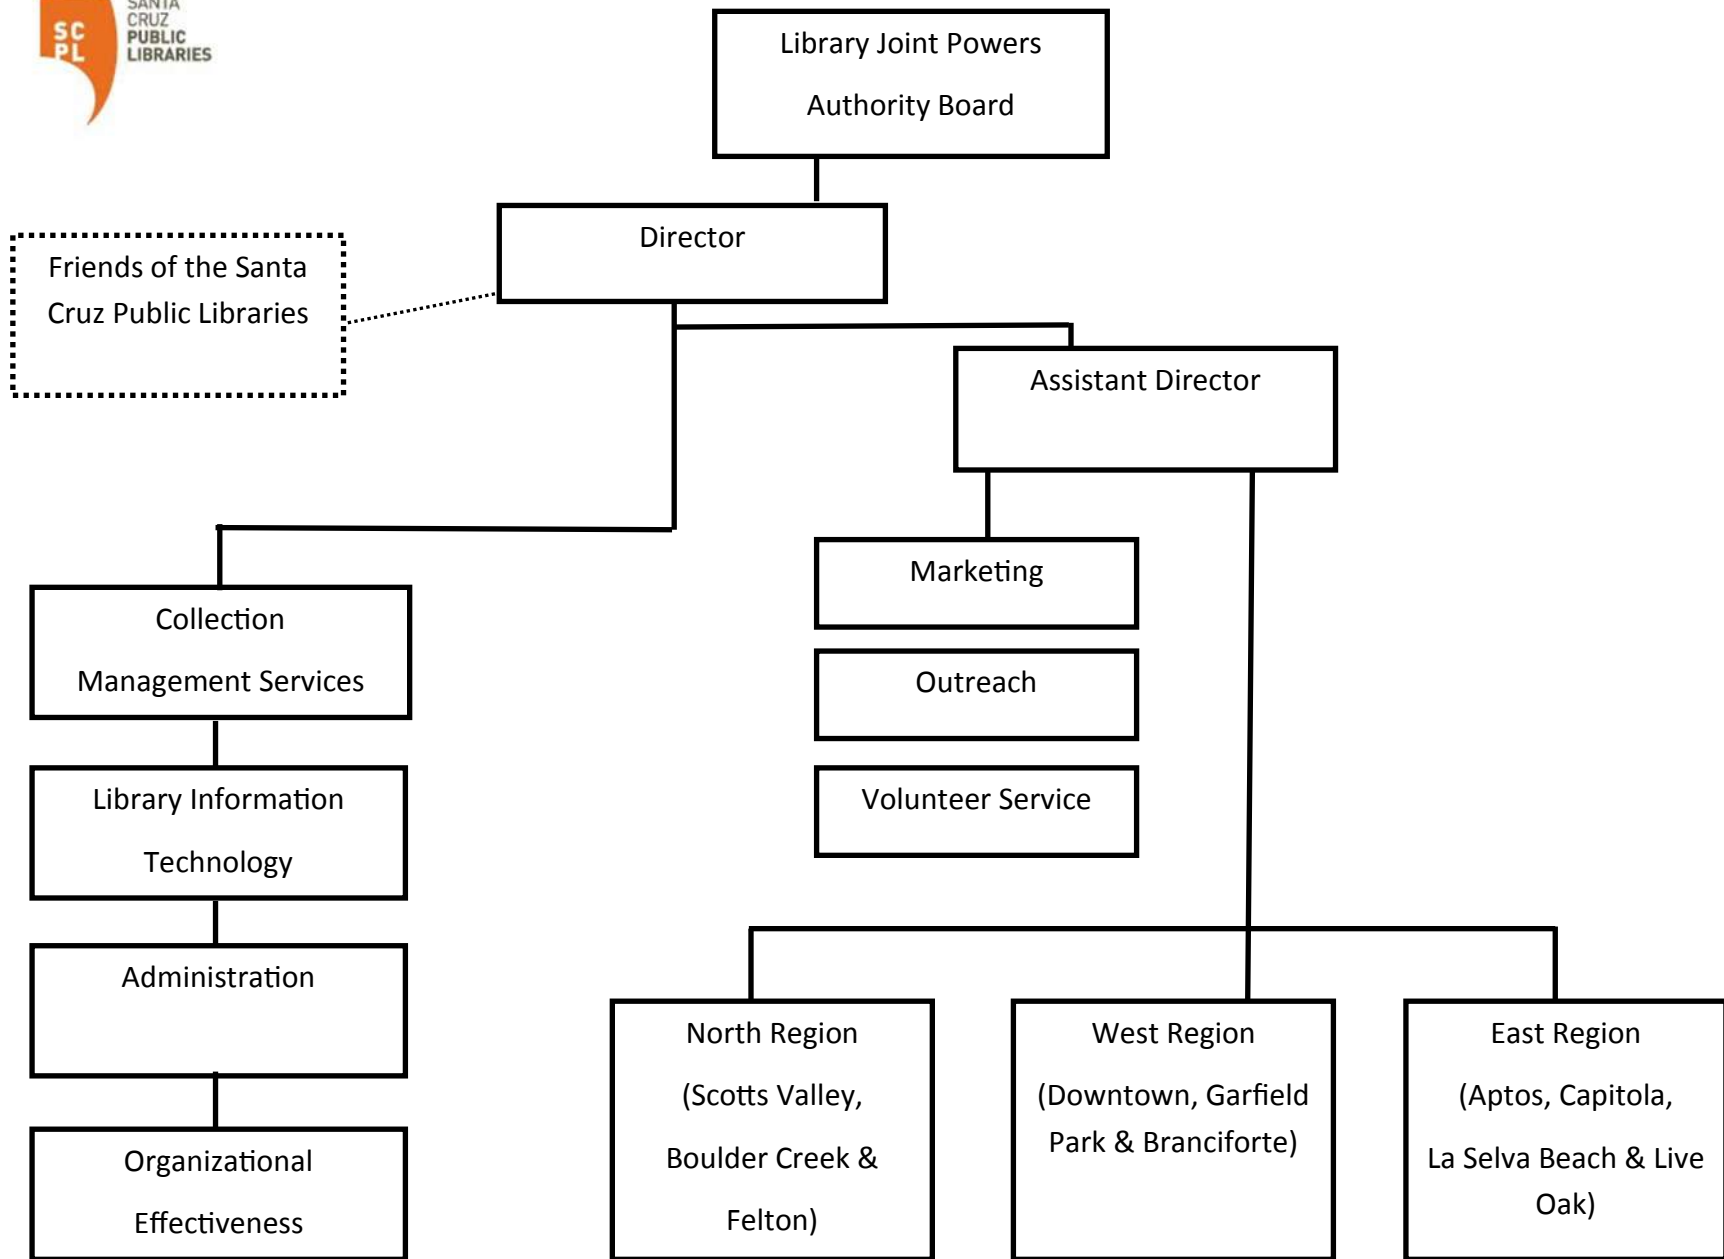 SANTA
CRUZ
PUBLIC
LIBRARIES
SC
PL
Library Joint Powers
Authority Board
Director
Friends of the Santa
Cruz Public Libraries
Assistant Director
Marketing
Outreach
Volunteer Service
Collection
Management Services
Library Information
Technology
Administration
Organizational
Effectiveness
North Region
(Scotts Valley,
Boulder Creek &
Felton)
West Region
(Downtown, Garfield
Park & Branciforte)
East Region
(Aptos, Capitola,
La Selva Beach & Live
Oak)